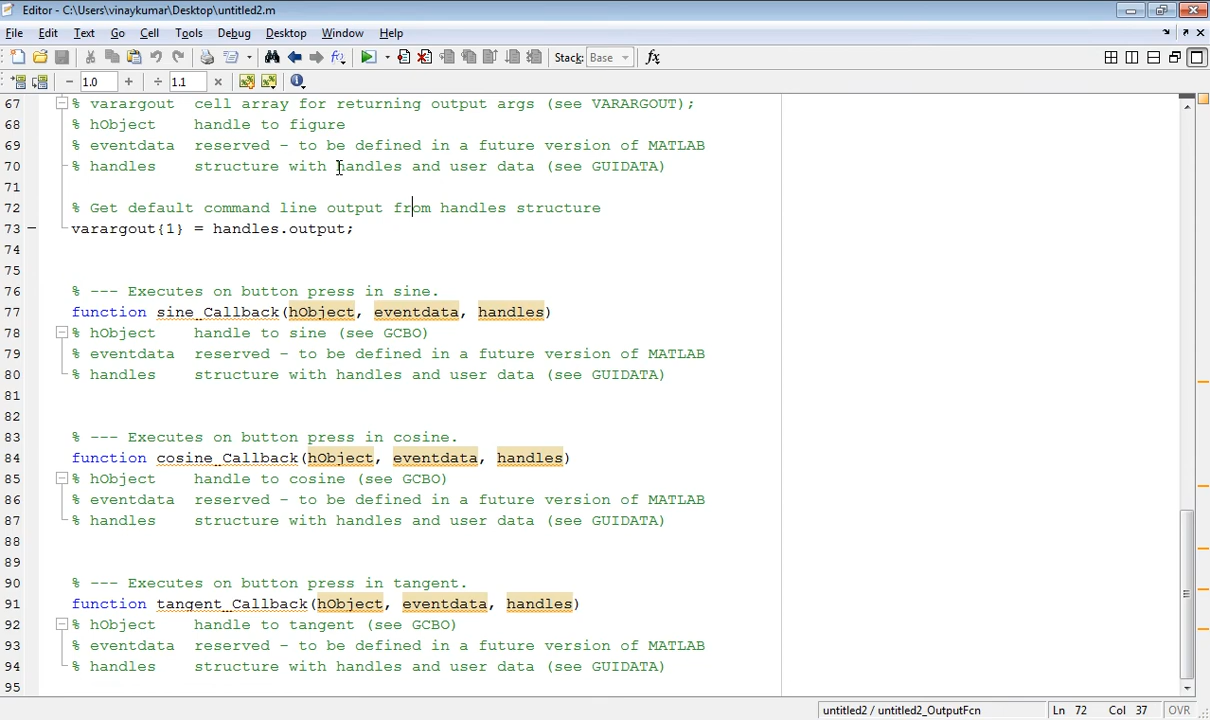 Editor - C:\Users\vinaykumar\Desktop\untitled2.m
File Edit Text Go Cell Tools Debug Desktop Window Help
Stack: Base fx
− 1.0 + ÷ 1.1 ×
67 % varargout  cell array for returning output args (see VARARGOUT);
68 % hObject    handle to figure
69 % eventdata  reserved - to be defined in a future version of MATLAB
70 % handles    structure with handles and user data (see GUIDATA)
71
72 % Get default command line output from handles structure
73 varargout{1} = handles.output;
74
75
76 % --- Executes on button press in sine.
77 function sine_Callback(hObject, eventdata, handles)
78 % hObject    handle to sine (see GCBO)
79 % eventdata  reserved - to be defined in a future version of MATLAB
80 % handles    structure with handles and user data (see GUIDATA)
81
82
83 % --- Executes on button press in cosine.
84 function cosine_Callback(hObject, eventdata, handles)
85 % hObject    handle to cosine (see GCBO)
86 % eventdata  reserved - to be defined in a future version of MATLAB
87 % handles    structure with handles and user data (see GUIDATA)
88
89
90 % --- Executes on button press in tangent.
91 function tangent_Callback(hObject, eventdata, handles)
92 % hObject    handle to tangent (see GCBO)
93 % eventdata  reserved - to be defined in a future version of MATLAB
94 % handles    structure with handles and user data (see GUIDATA)
95
untitled2 / untitled2_OutputFcn Ln 72 Col 37 OVR